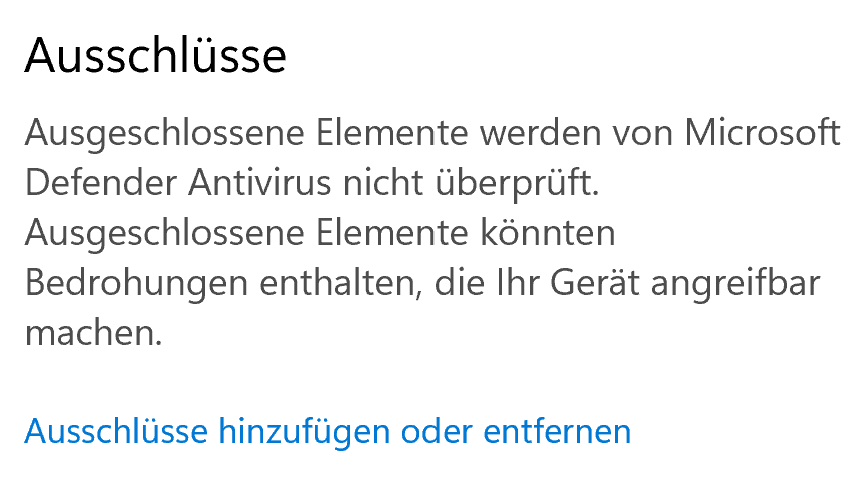 Ausschlüsse
Ausgeschlossene Elemente werden von Microsoft
Defender Antivirus nicht überprüft.
Ausgeschlossene Elemente könnten
Bedrohungen enthalten, die Ihr Gerät angreifbar
machen.
Ausschlüsse hinzufügen oder entfernen